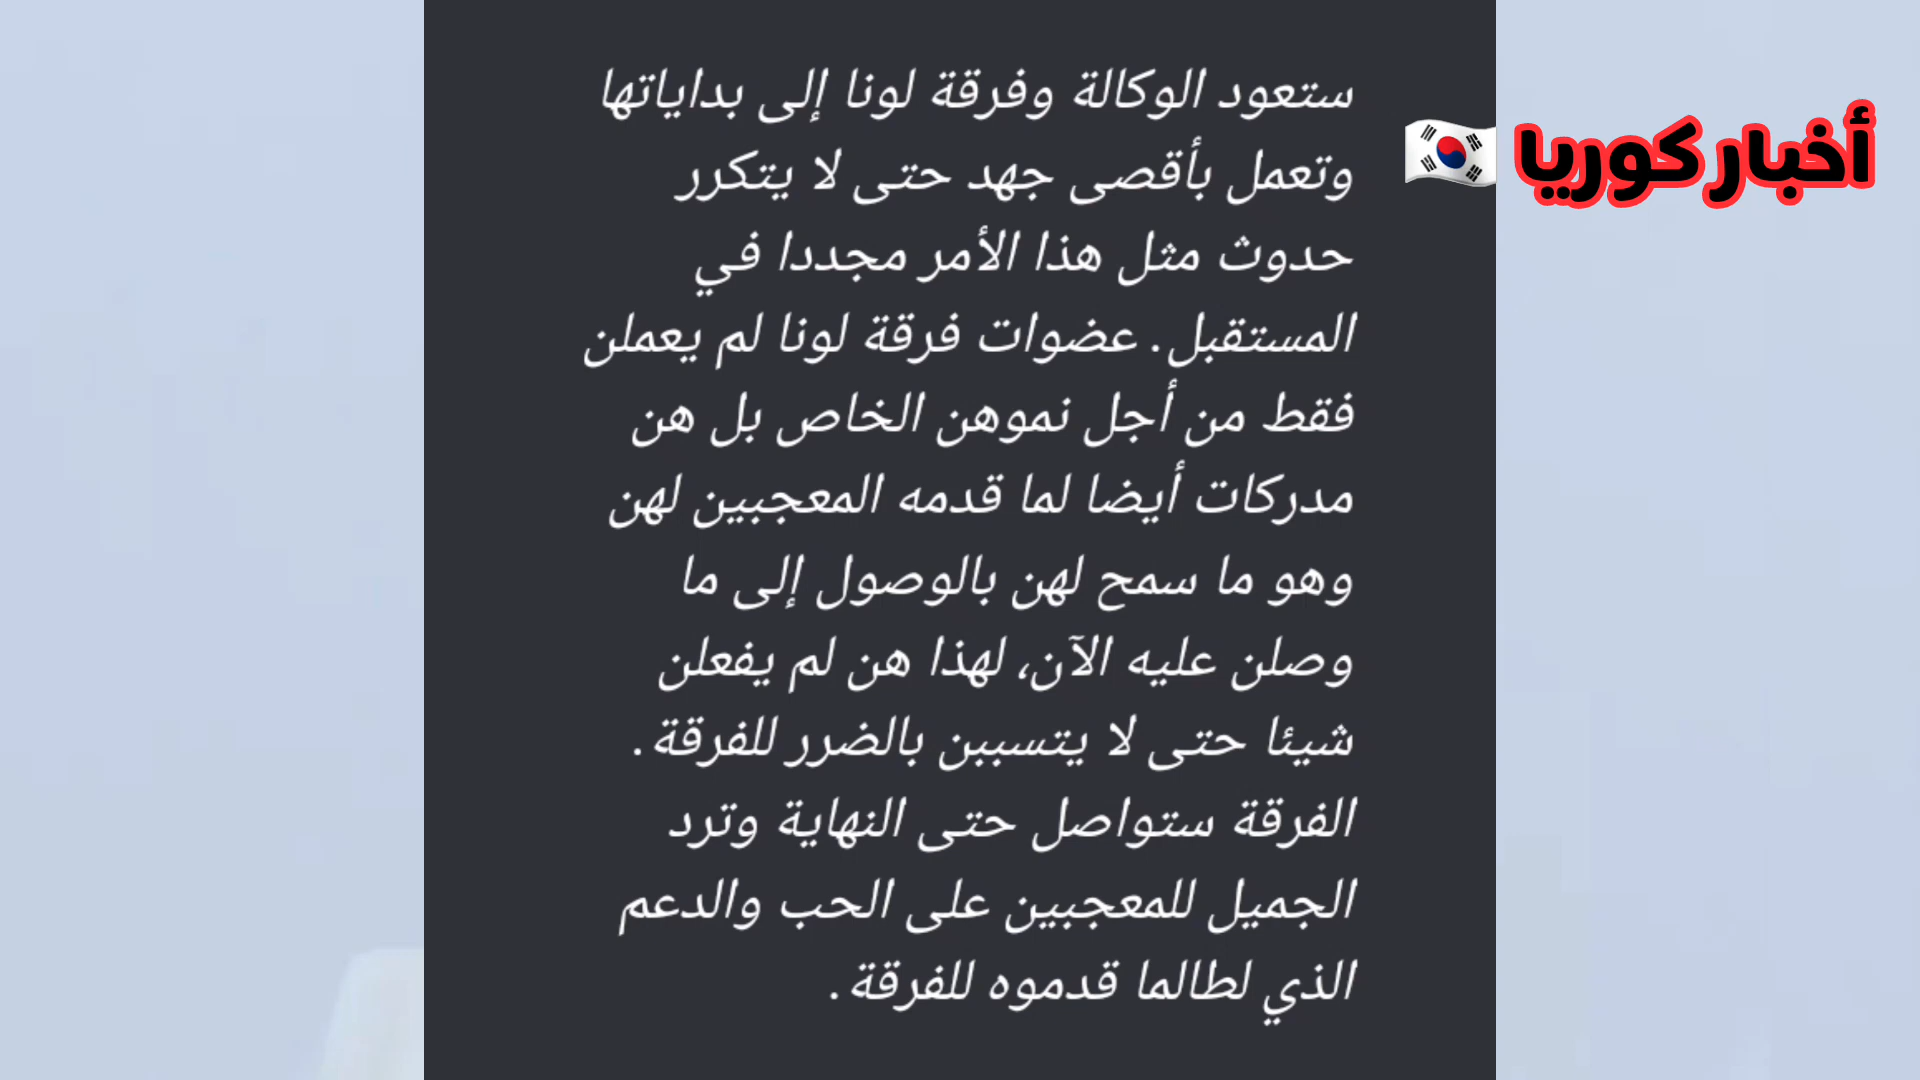 ستعود الوكالة وفرقة لونا إلى بداياتها
وتعمل بأقصى جهد حتى لا يتكرر
حدوث مثل هذا الأمر مجددا في
المستقبل. عضوات فرقة لونا لم يعملن
فقط من أجل نموهن الخاص بل هن
مدركات أيضا لما قدمه المعجبين لهن
وهو ما سمح لهن بالوصول إلى ما
وصلن عليه الآن، لهذا هن لم يفعلن
شيئا حتى لا يتسببن بالضرر للفرقة.
الفرقة ستواصل حتى النهاية وترد
الجميل للمعجبين على الحب والدعم
الذي لطالما قدموه للفرقة.
أخبار كوريا